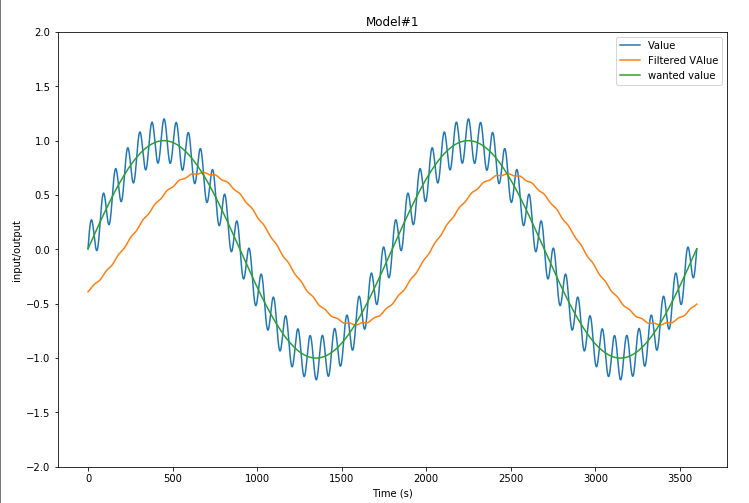 Model#1
Value
Filtered VAlue
wanted value
2.0
1.5
1.0
0.5
0.0
−0.5
−1.0
−1.5
−2.0
input/output
0
500
1000
1500
2000
2500
3000
3500
Time (s)